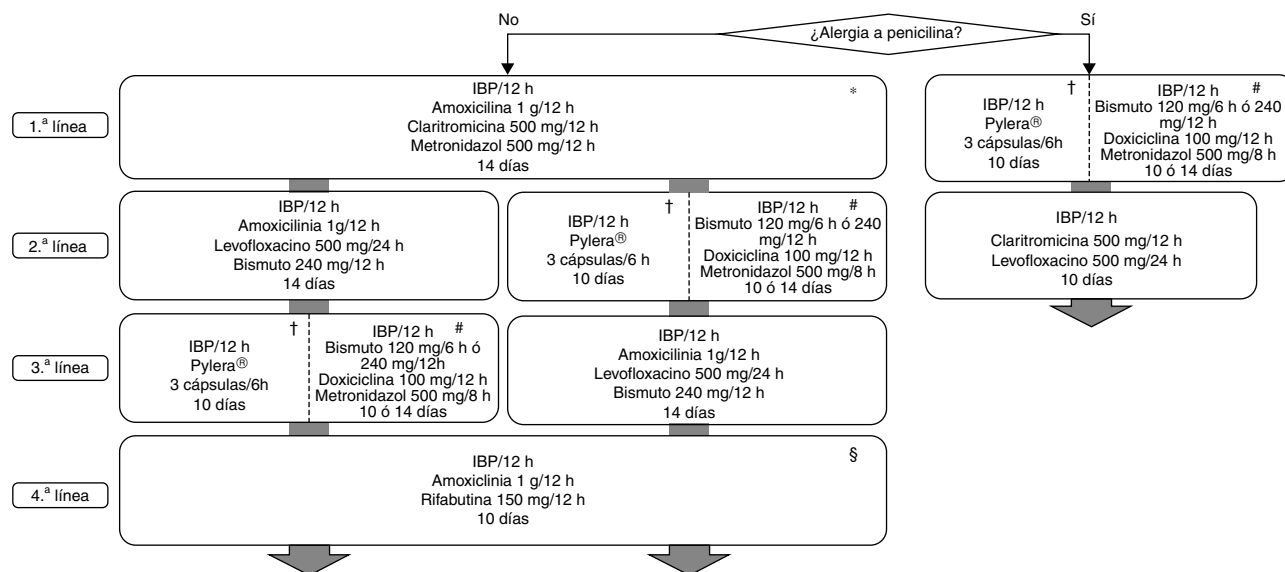 No
¿Alergia a penicilina?
Sí
1.ª línea
IBP/12 h
*
Amoxicilina 1 g/12 h
Claritromicina 500 mg/12 h
Metronidazol 500 mg/12 h
14 días
†
IBP/12 h
Pylera®
3 cápsulas/6h
10 días
IBP/12 h
#
Bismuto 120 mg/6 h ó 240
mg/12 h
Doxiciclina 100 mg/12 h
Metronidazol 500 mg/8 h
10 ó 14 días
2.ª línea
IBP/12 h
Amoxicilinia 1g/12 h
Levofloxacino 500 mg/24 h
Bismuto 240 mg/12 h
14 días
†
IBP/12 h
Pylera®
3 cápsulas/6 h
10 días
IBP/12 h
#
Bismuto 120 mg/6 h ó 240
mg/12 h
Doxiciclina 100 mg/12 h
Metronidazol 500 mg/8 h
10 ó 14 días
IBP/12 h
Claritromicina 500 mg/12 h
Levofloxacino 500 mg/24 h
10 días
3.ª línea
†
IBP/12 h
Pylera®
3 cápsulas/6h
10 días
IBP/12 h
#
Bismuto 120 mg/6 h ó
240 mg/12h
Doxiciclina 100 mg/12 h
Metronidazol 500 mg/8 h
10 ó 14 días
IBP/12 h
Amoxicilinia 1g/12 h
Levofloxacino 500 mg/24 h
Bismuto 240 mg/12 h
14 días
4.ª línea
IBP/12 h
§
Amoxiclinia 1 g/12 h
Rifabutina 150 mg/12 h
10 días